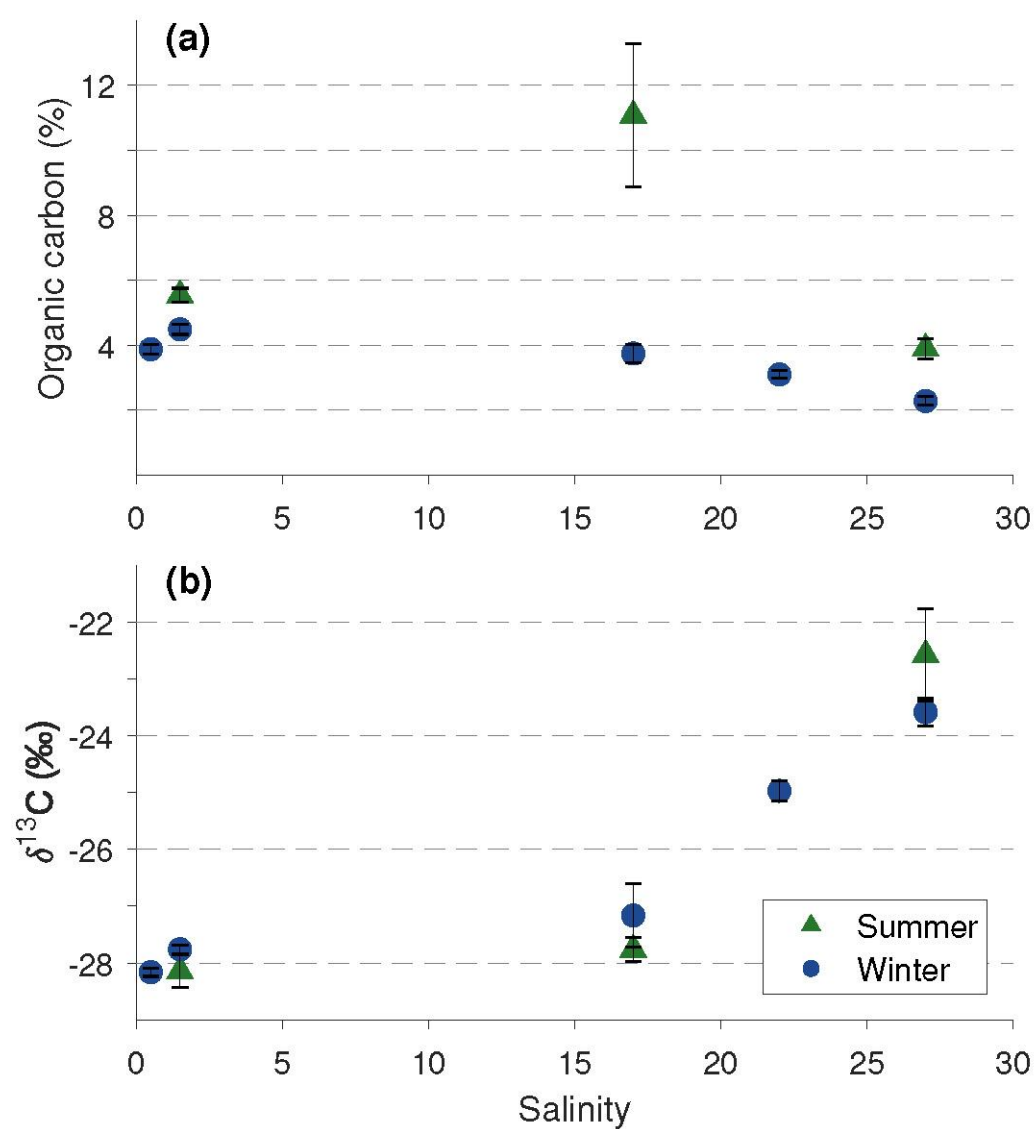 (a)
Organic carbon (%)
12
8
4
0 5 10 15 20 25 30
(b)
δ¹³C (‰)
-22
-24
-26
-28
Summer
Winter
0 5 10 15 20 25 30
Salinity